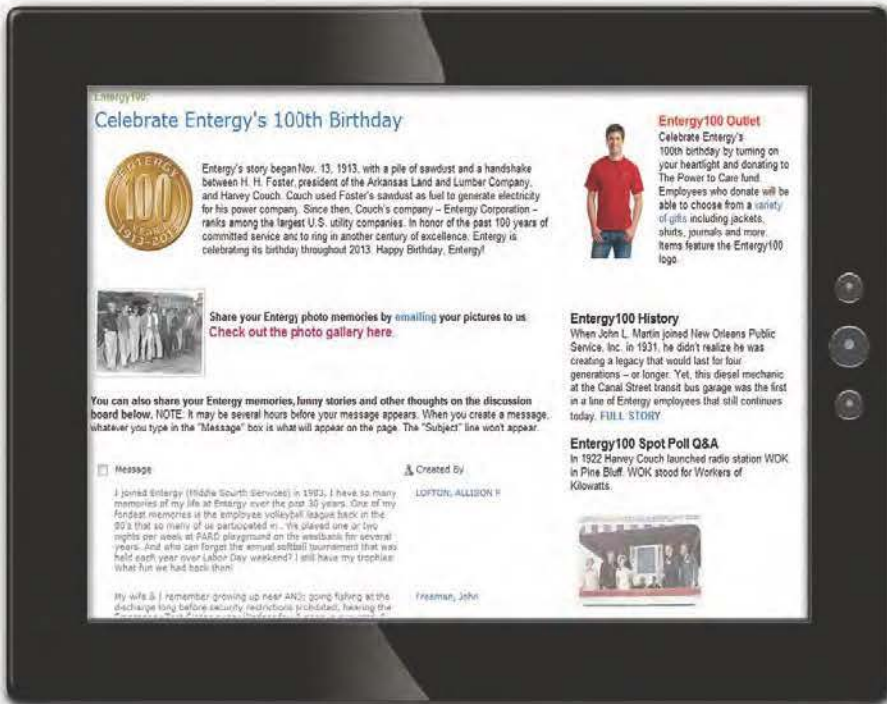 Entergy100:
Celebrate Entergy's 100th Birthday
ENTERGY
100
YEARS
1913-2013
Entergy's story began Nov. 13, 1913, with a pile of sawdust and a handshake
between H. H. Foster, president of the Arkansas Land and Lumber Company,
and Harvey Couch. Couch used Foster's sawdust as fuel to generate electricity
for his power company. Since then, Couch's company – Entergy Corporation –
ranks among the largest U.S. utility companies. In honor of the past 100 years of
committed service and to ring in another century of excellence, Entergy is
celebrating its birthday throughout 2013. Happy Birthday, Entergy!
Share your Entergy photo memories by emailing your pictures to us.
Check out the photo gallery here.
You can also share your Entergy memories, funny stories and other thoughts on the discussion
board below. NOTE: It may be several hours before your message appears. When you create a message,
whatever you type in the "Message" box is what will appear on the page. The "Subject" line won't appear.
Message
Created By
I joined Entergy (Middle South Services) in 1983, I have so many
memories of my life at Entergy over the past 30 years. One of my
fondest memories is the employee volleyball league back in the
80's that so many of us participated in.. We played one or two
nights per week at PARD playground on the westbank for several
years. And who can forget the annual softball tournament that was
held each year over Labor Day weekend? I still have my trophies!
What fun we had back then!
LOFTON, ALLISON P
My wife & I remember growing up near ANO; going fishing at the
discharge long before security restrictions prohibited, hearing the
Freeman, John
Entergy100 Outlet
Celebrate Entergy's
100th birthday by turning on
your heartlight and donating to
The Power to Care fund.
Employees who donate will be
able to choose from a variety
of gifts including jackets,
shirts, journals and more.
Items feature the Entergy100
logo.
Entergy100 History
When John L. Martin joined New Orleans Public
Service, Inc. in 1931, he didn't realize he was
creating a legacy that would last for four
generations – or longer. Yet, this diesel mechanic
at the Canal Street transit bus garage was the first
in a line of Entergy employees that still continues
today. FULL STORY
Entergy100 Spot Poll Q&A
In 1922 Harvey Couch launched radio station WOK
in Pine Bluff. WOK stood for Workers of
Kilowatts.